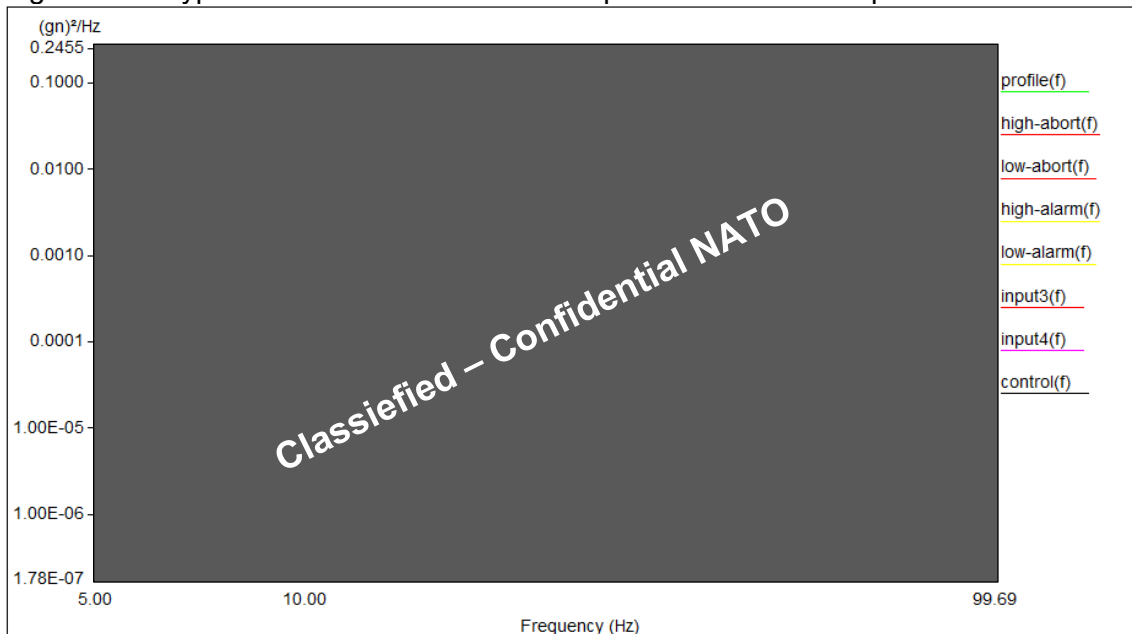 (gn)²/Hz
0.2455
0.1000
0.0100
0.0010
0.0001
1.00E-05
1.00E-06
1.78E-07
5.00
10.00
99.69
Frequency (Hz)
Classiefied – Confidential NATO
profile(f)
high-abort(f)
low-abort(f)
high-alarm(f)
low-alarm(f)
input3(f)
input4(f)
control(f)